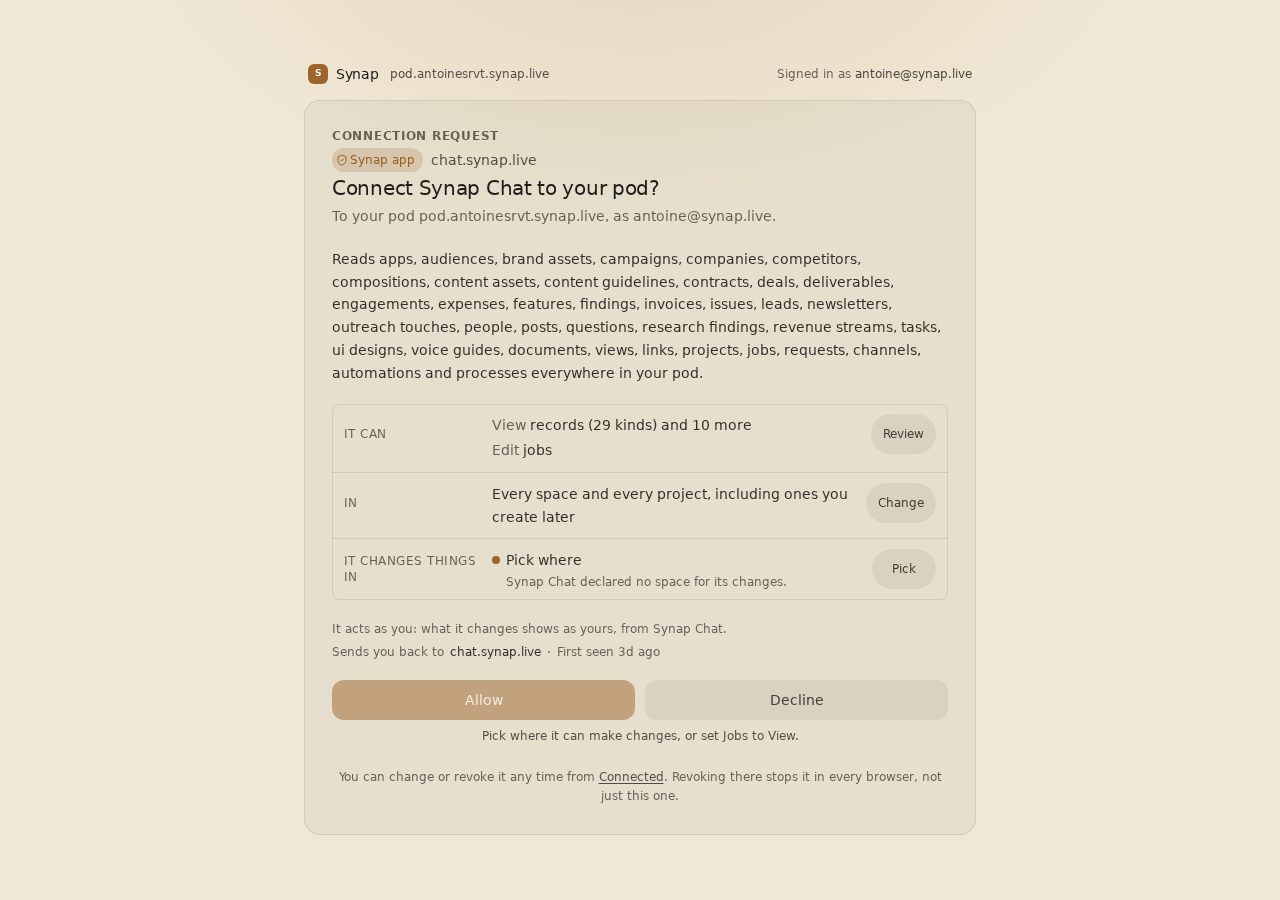 S Synap pod.antoinesrvt.synap.live
Signed in as antoine@synap.live
CONNECTION REQUEST
Synap app chat.synap.live
Connect Synap Chat to your pod?
To your pod pod.antoinesrvt.synap.live, as antoine@synap.live.
Reads apps, audiences, brand assets, campaigns, companies, competitors,
compositions, content assets, content guidelines, contracts, deals, deliverables,
engagements, expenses, features, findings, invoices, issues, leads, newsletters,
outreach touches, people, posts, questions, research findings, revenue streams, tasks,
ui designs, voice guides, documents, views, links, projects, jobs, requests, channels,
automations and processes everywhere in your pod.
IT CAN
View records (29 kinds) and 10 more
Edit jobs
Review
IN
Every space and every project, including ones you
create later
Change
IT CHANGES THINGS
IN
Pick where
Synap Chat declared no space for its changes.
Pick
It acts as you: what it changes shows as yours, from Synap Chat.
Sends you back to chat.synap.live · First seen 3d ago
Allow
Decline
Pick where it can make changes, or set Jobs to View.
You can change or revoke it any time from Connected. Revoking there stops it in every browser, not
just this one.